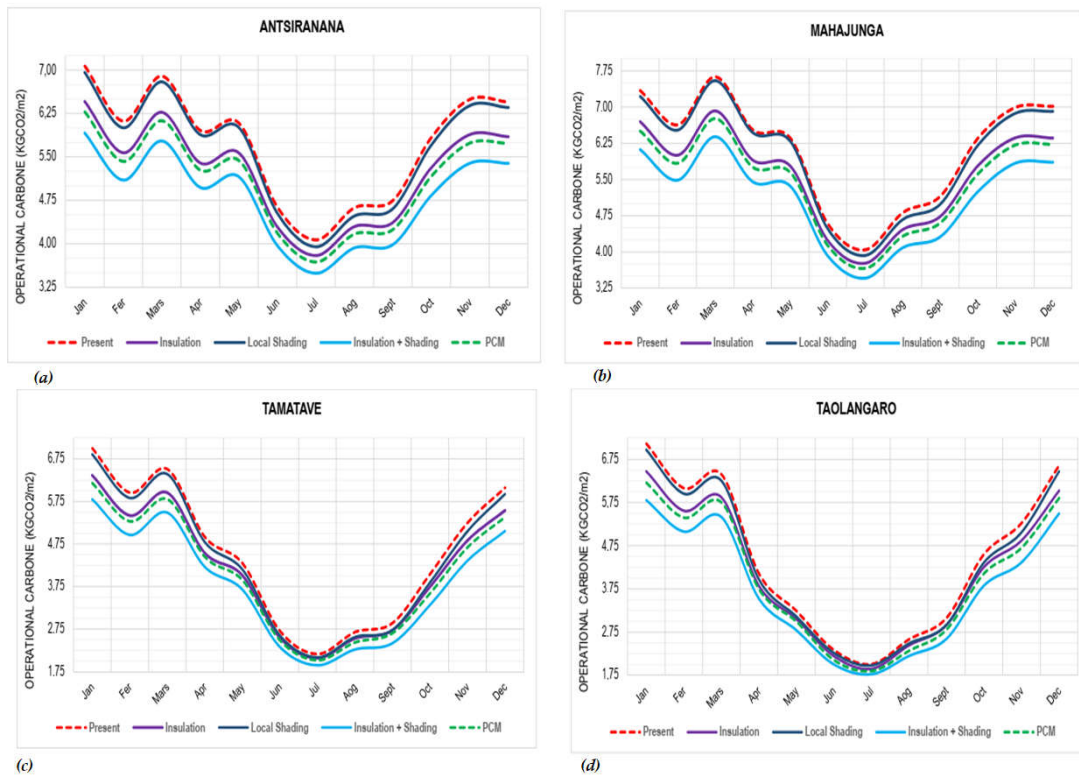 ANTSIRANANA
OPERATIONAL CARBONE (KGCO2/m2)
7,00
6,25
5,50
4,75
4,00
3,25
Jan Fer Mars Apr May Jun Jul Aug Sept Oct Nov Dec
Present Insulation Local Shading Insulation + Shading PCM
(a)
MAHAJUNGA
OPERATIONAL CARBONE (KGCO2/m2)
7,75
7,00
6,25
5,50
4,75
4,00
3,25
Jan Fer Mars Apr May Jun Jul Aug Sept Oct Nov Dec
Present Insulation Local Shading Insulation + Shading PCM
(b)
TAMATAVE
OPERATIONAL CARBONE (KGCO2/m2)
6,75
5,75
4,75
3,75
2,75
1,75
Jan Fer Mars Apr May Jun Jul Aug Sept Oct Nov Dec
Present Insulation Local Shading Insulation + Shading PCM
(c)
TAOLANGARO
OPERATIONAL CARBONE (KGCO2/m2)
6,75
5,75
4,75
3,75
2,75
1,75
Jan Fer Mars Apr May Jun Jul Aug Sept Oct Nov Dec
Present Insulation Local Shading Insulation + Shading PCM
(d)